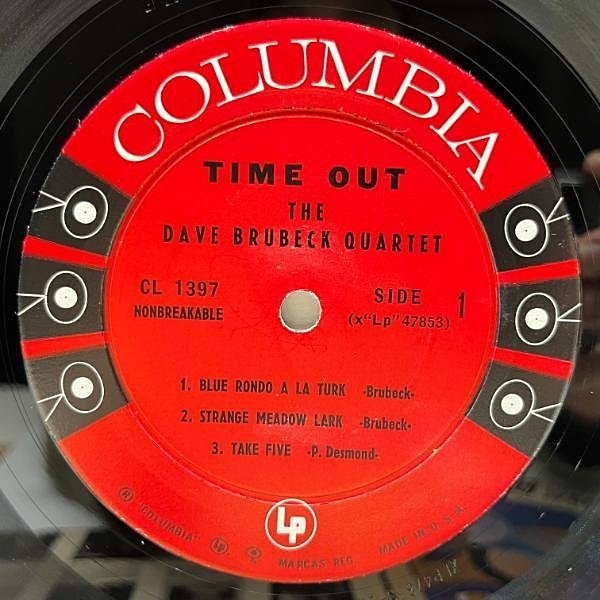 COLUMBIA
TIME OUT
THE
DAVE BRUBECK QUARTET
CL 1397
NONBREAKABLE
SIDE 1
(x"Lp" 47853)
1. BLUE RONDO A LA TURK -Brubeck-
2. STRANGE MEADOW LARK -Brubeck-
3. TAKE FIVE -P. Desmond-
LP
® "COLUMBIA" LP MARCAS REG. MADE IN U.S.A.